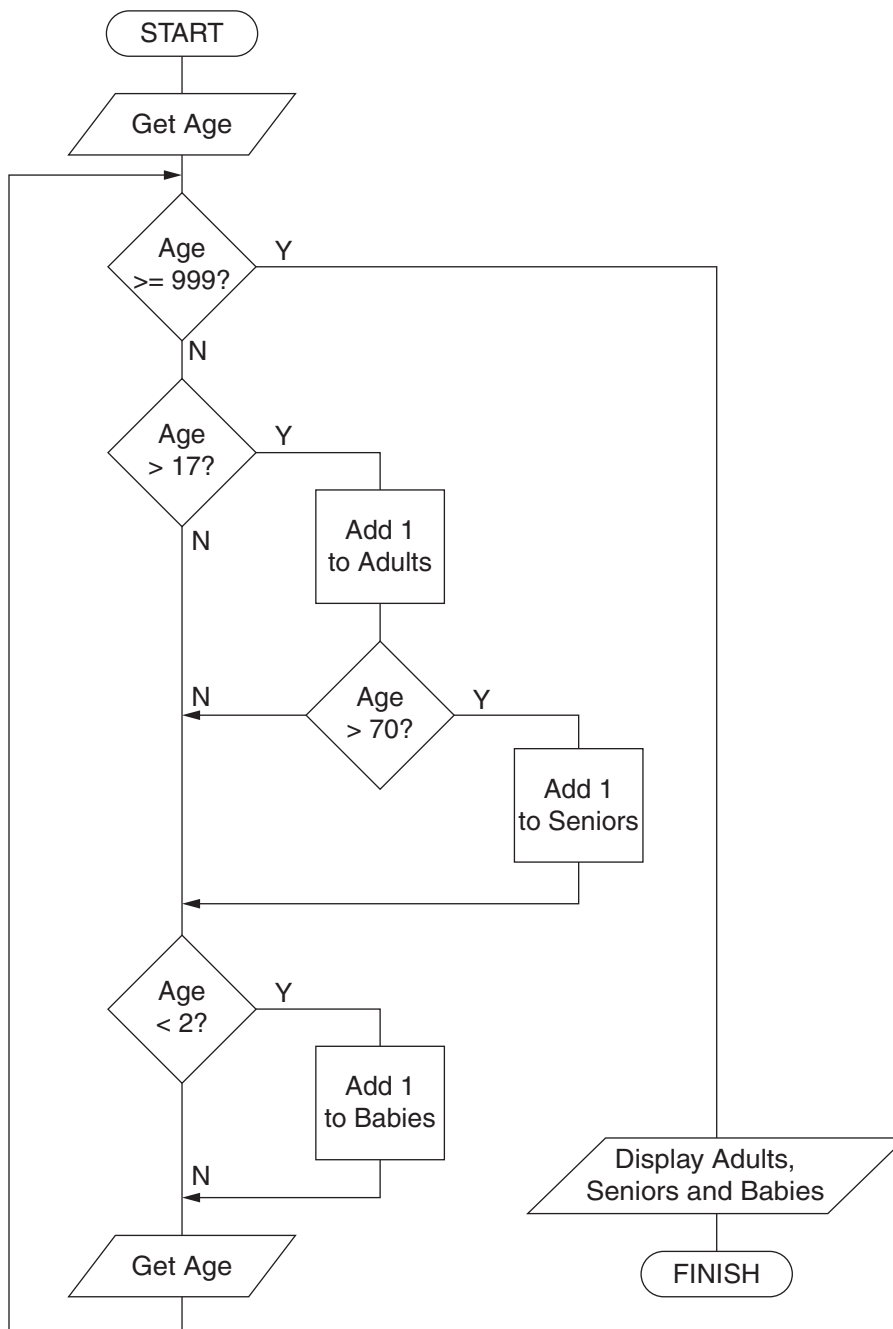 START
Get Age
Age
>= 999?
Y
N
Age
> 17?
Y
N
Add 1
to Adults
Age
> 70?
N
Y
Add 1
to Seniors
Age
< 2?
Y
N
Add 1
to Babies
Get Age
Display Adults,
Seniors and Babies
FINISH